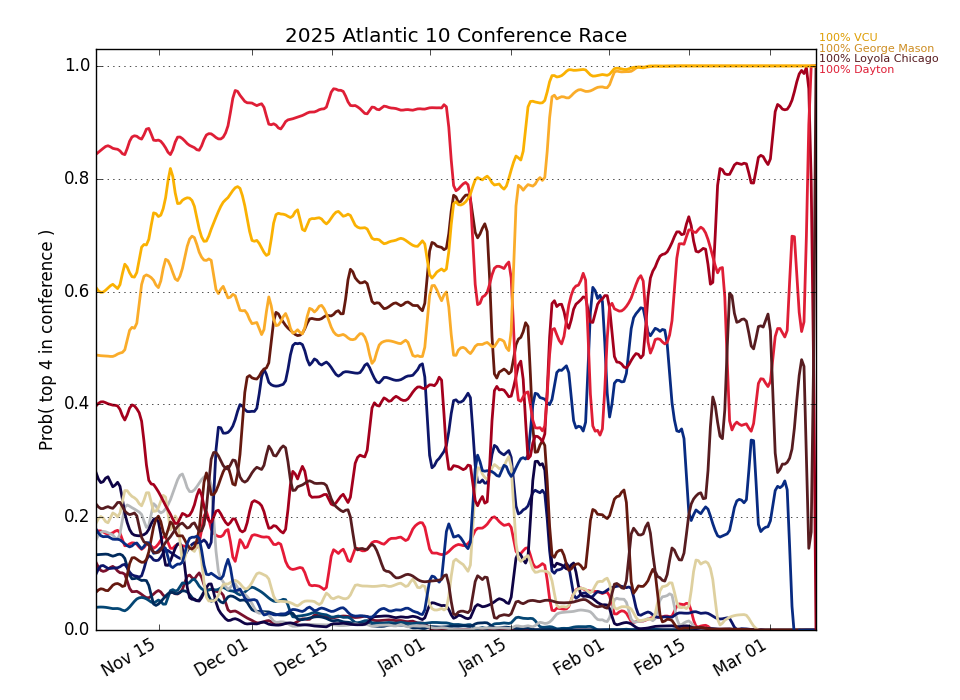 2025 Atlantic 10 Conference Race
100% VCU
100% George Mason
100% Loyola Chicago
100% Dayton
Prob( top 4 in conference )
1.0
0.8
0.6
0.4
0.2
0.0
Nov 15
Dec 01
Dec 15
Jan 01
Jan 15
Feb 01
Feb 15
Mar 01